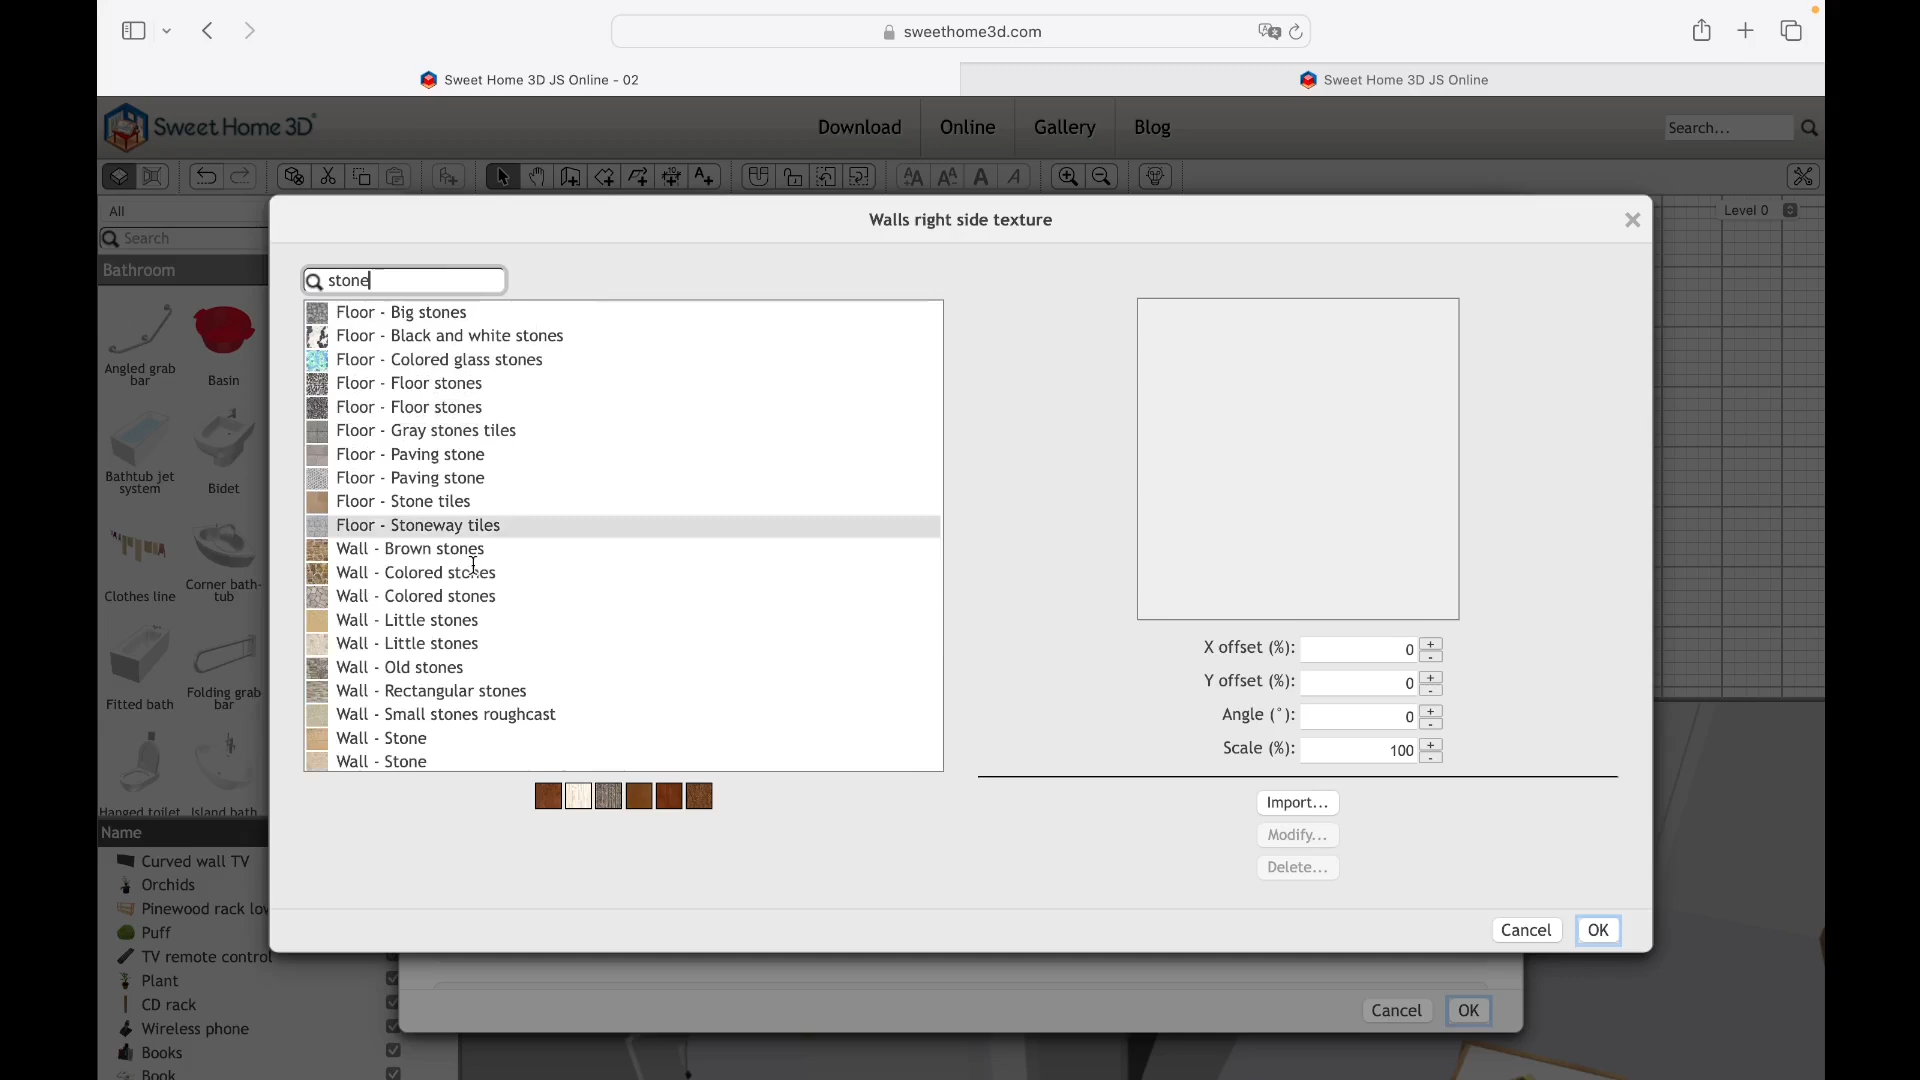 sweethome3d.com
Sweet Home 3D JS Online - 02
Sweet Home 3D JS Online
Sweet Home 3D
Download
Online
Gallery
Blog
Search...
All
Search
Level 0
Bathroom
Angled grab
bar
Basin
Bathtub jet
system
Bidet
Clothes line
Corner bath-
tub
Fitted bath
Folding grab
bar
Hanged toilet
Island bath
Name
Curved wall TV
Orchids
Pinewood rack low
Puff
TV remote control
Plant
CD rack
Wireless phone
Books
Book
Walls right side texture
stone
Floor - Big stones
Floor - Black and white stones
Floor - Colored glass stones
Floor - Floor stones
Floor - Floor stones
Floor - Gray stones tiles
Floor - Paving stone
Floor - Paving stone
Floor - Stone tiles
Floor - Stoneway tiles
Wall - Brown stones
Wall - Colored stones
Wall - Colored stones
Wall - Little stones
Wall - Little stones
Wall - Old stones
Wall - Rectangular stones
Wall - Small stones roughcast
Wall - Stone
Wall - Stone
X offset (%): 0
Y offset (%): 0
Angle (°): 0
Scale (%): 100
Import...
Modify...
Delete...
Cancel
OK
Cancel
OK